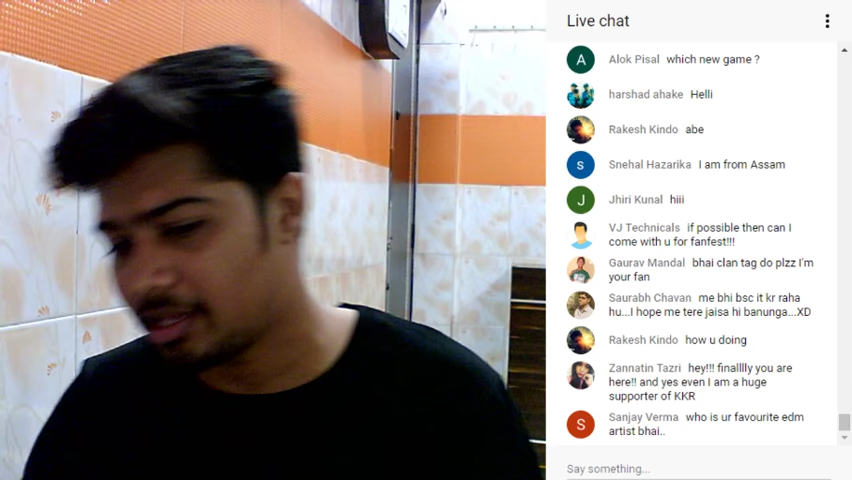 Live chat
Alok Pisal which new game ?
harshad ahake Helli
Rakesh Kindo abe
Snehal Hazarika I am from Assam
Jhiri Kunal hiii
VJ Technicals if possible then can I
come with u for fanfest!!!
Gaurav Mandal bhai clan tag do plzz I'm
your fan
Saurabh Chavan me bhi bsc it kr raha
hu...I hope me tere jaisa hi banunga...XD
Rakesh Kindo how u doing
Zannatin Tazri hey!!! finalllly you are
here!! and yes even I am a huge
supporter of KKR
Sanjay Verma who is ur favourite edm
artist bhai..
Say something...